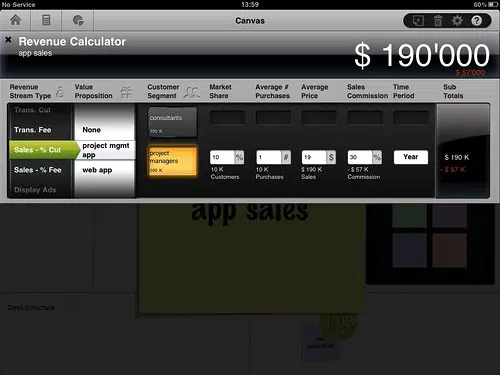 No Service
13:59
60%
Canvas
Revenue Calculator
app sales
$ 190'000
$ 57'000
Revenue Stream Type
Value Proposition
Customer Segment
Market Share
Average # Purchases
Average Price
Sales Commission
Time Period
Sub Totals
Trans. Cut
Trans. Fee
Sales - % Cut
Sales - % Fee
Display Ads
None
project mgmt app
web app
consultants
project managers
10 %
10 K Customers
1 #
10 K Purchases
19 $
$ 190 K Sales
30 %
- $ 57 K Commission
Year
$ 190 K
- $ 57 K
app sales
Cost Structure